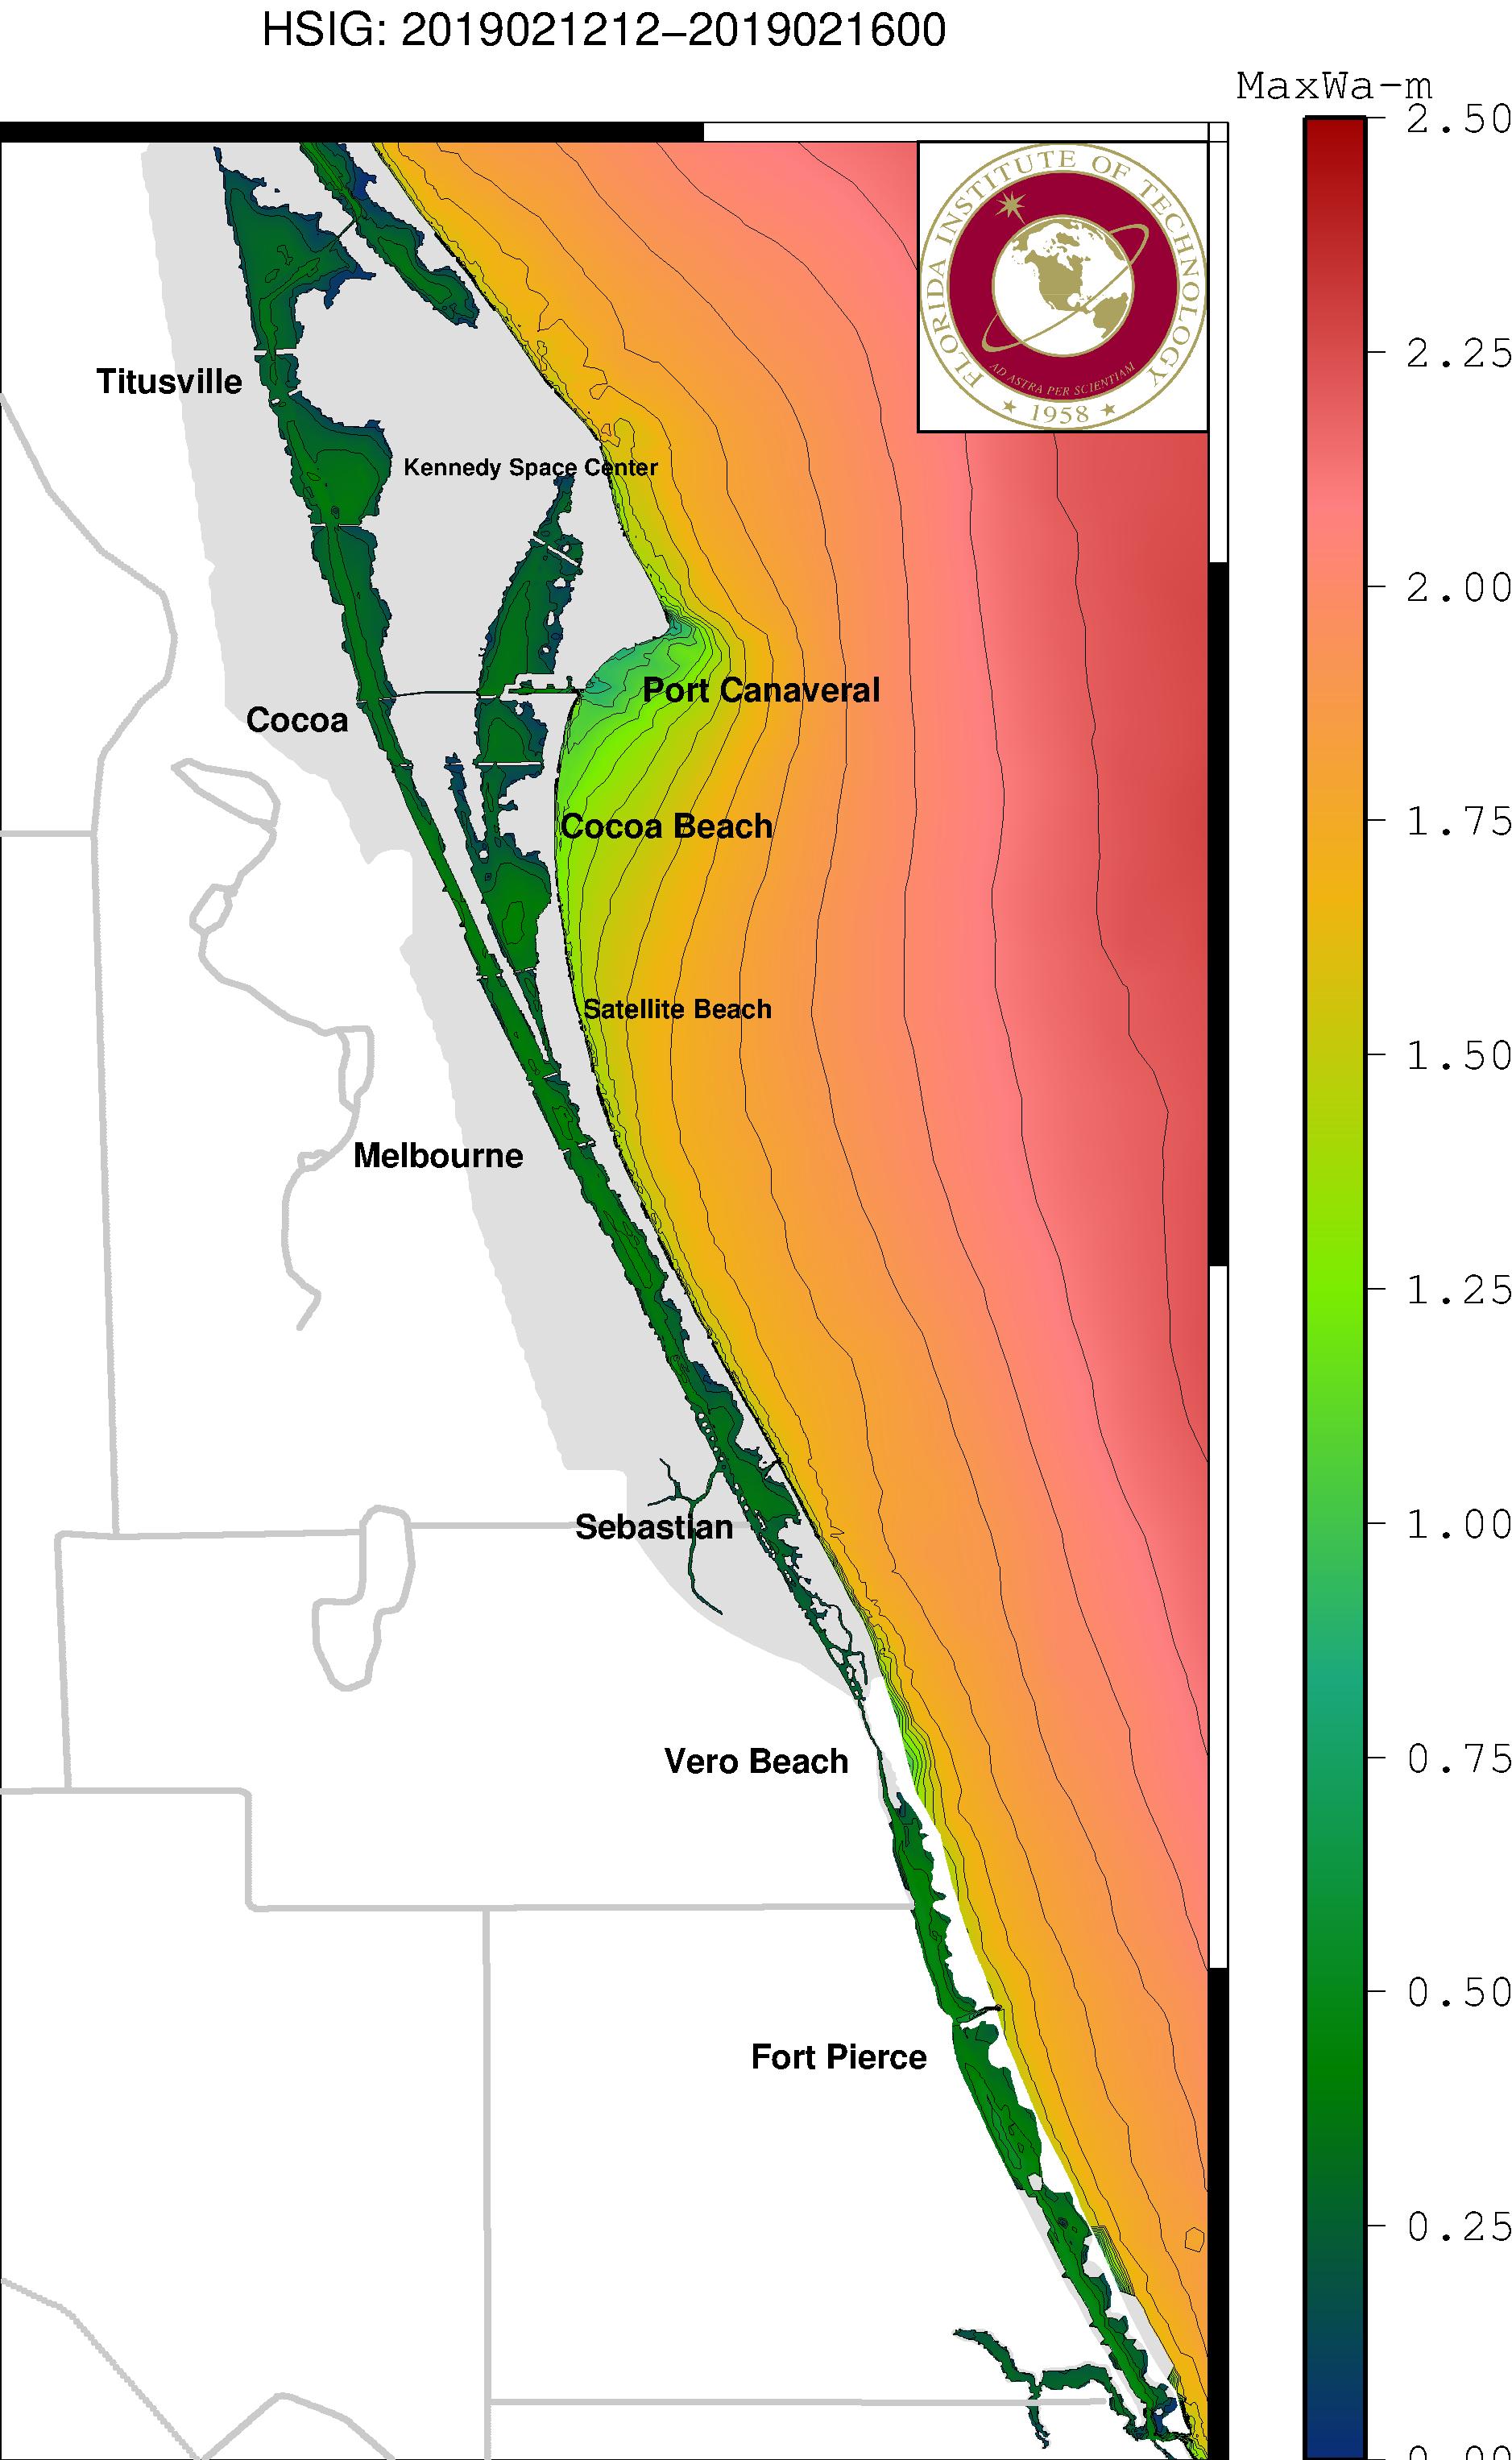 HSIG: 2019021212–2019021600
MaxWa-m
2.50
2.25
2.00
1.75
1.50
1.25
1.00
0.75
0.50
0.25
0.00
FLORIDA INSTITUTE OF TECHNOLOGY
AD ASTRA PER SCIENTIAM
★ 1958 ★
Titusville
Kennedy Space Center
Port Canaveral
Cocoa
Cocoa Beach
Satellite Beach
Melbourne
Sebastian
Vero Beach
Fort Pierce